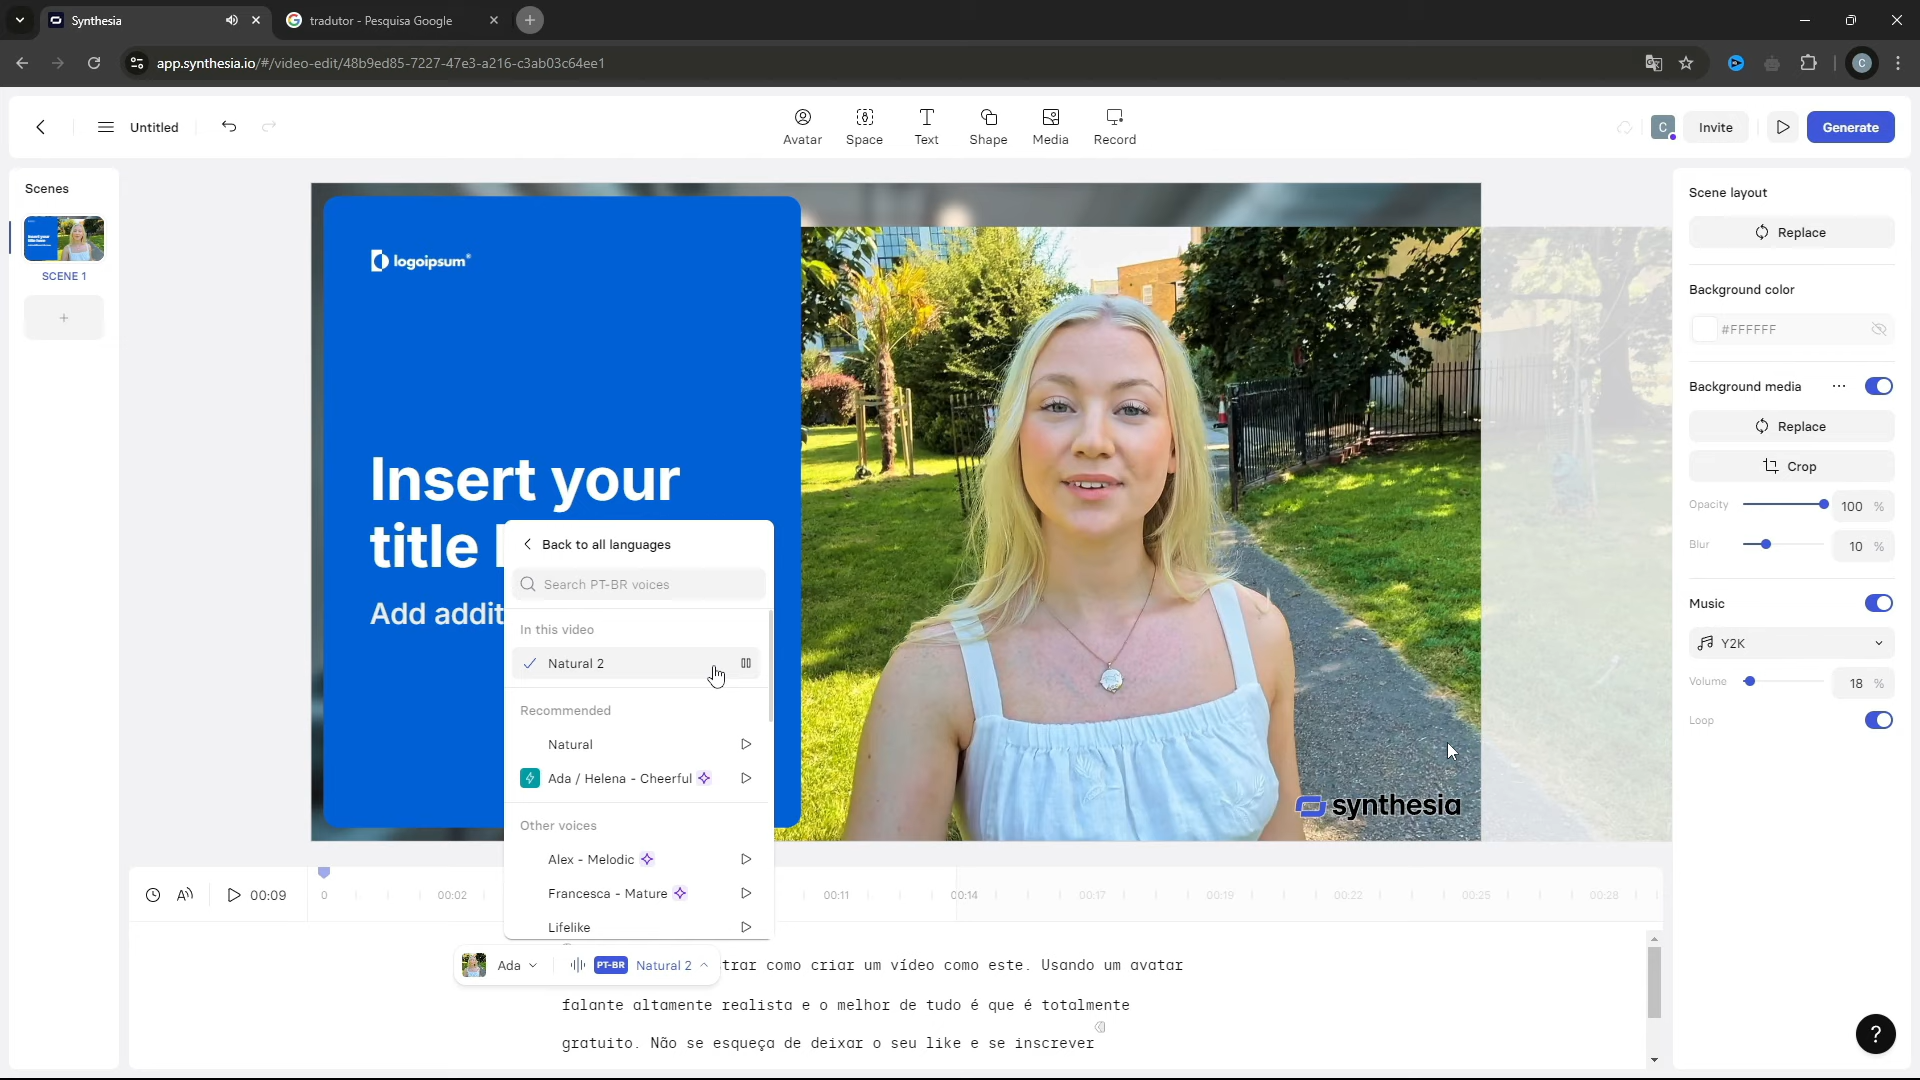 Synthesia
tradutor - Pesquisa Google
app.synthesia.io/#/video-edit/48b9ed85-7227-47e3-a216-c3ab03c64ee1
C
Untitled
Avatar
Space
Text
Shape
Media
Record
C
Invite
Generate
Scenes
SCENE 1
+
logoipsum®
Insert your
title
Add addit
synthesia
Back to all languages
Search PT-BR voices
In this video
Natural 2
Recommended
Natural
Ada / Helena - Cheerful
Other voices
Alex - Melodic
Francesca - Mature
Lifelike
Scene layout
Replace
Background color
#FFFFFF
Background media
Replace
Crop
Opacity 100 %
Blur 10 %
Music
Y2K
Volume 18 %
Loop
00:09
0 00:02 00:11 00:14 00:17 00:19 00:22 00:25 00:28
Ada PT-BR Natural 2 trar como criar um vídeo como este. Usando um avatar
falante altamente realista e o melhor de tudo é que é totalmente
gratuito. Não se esqueça de deixar o seu like e se inscrever
?